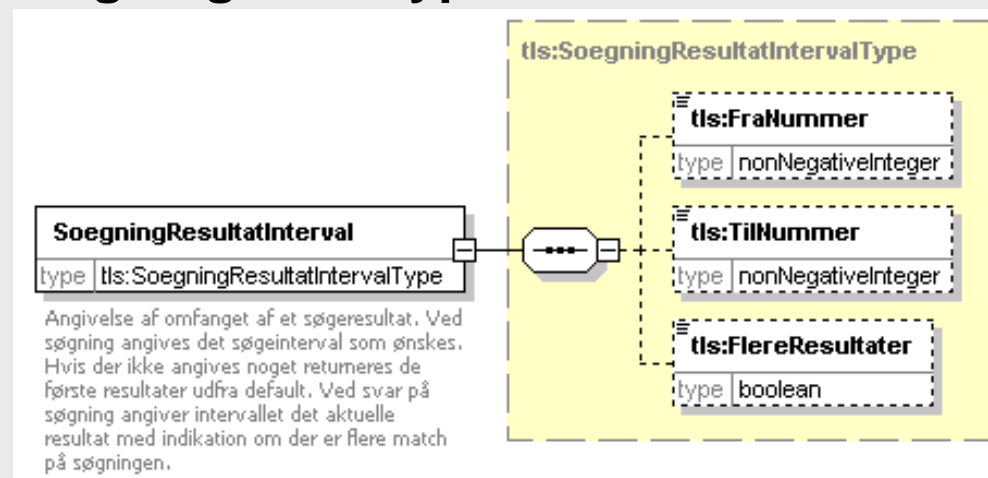 tls:SoegningResultatIntervalType
tls:FraNummer
type nonNegativeInteger
SoegningResultatInterval
type tls:SoegningResultatIntervalType
tls:TilNummer
type nonNegativeInteger
tls:FlereResultater
type boolean
Angivelse af omfanget af et søgeresultat. Ved
søgning angives det søgeinterval som ønskes.
Hvis der ikke angives noget returneres de
første resultater udfra default. Ved svar på
søgning angiver intervallet det aktuelle
resultat med indikation om der er flere match
på søgningen.